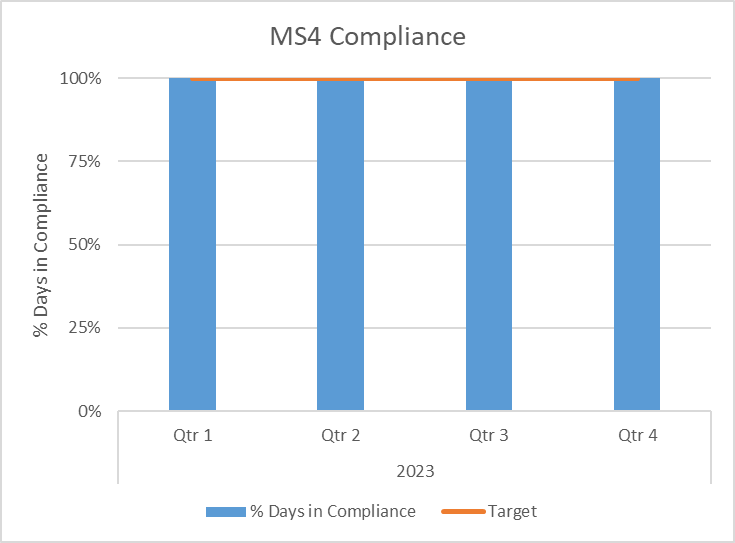 MS4 Compliance
% Days in Compliance
100%
75%
50%
25%
0%
Qtr 1 Qtr 2 Qtr 3 Qtr 4
2023
% Days in Compliance Target